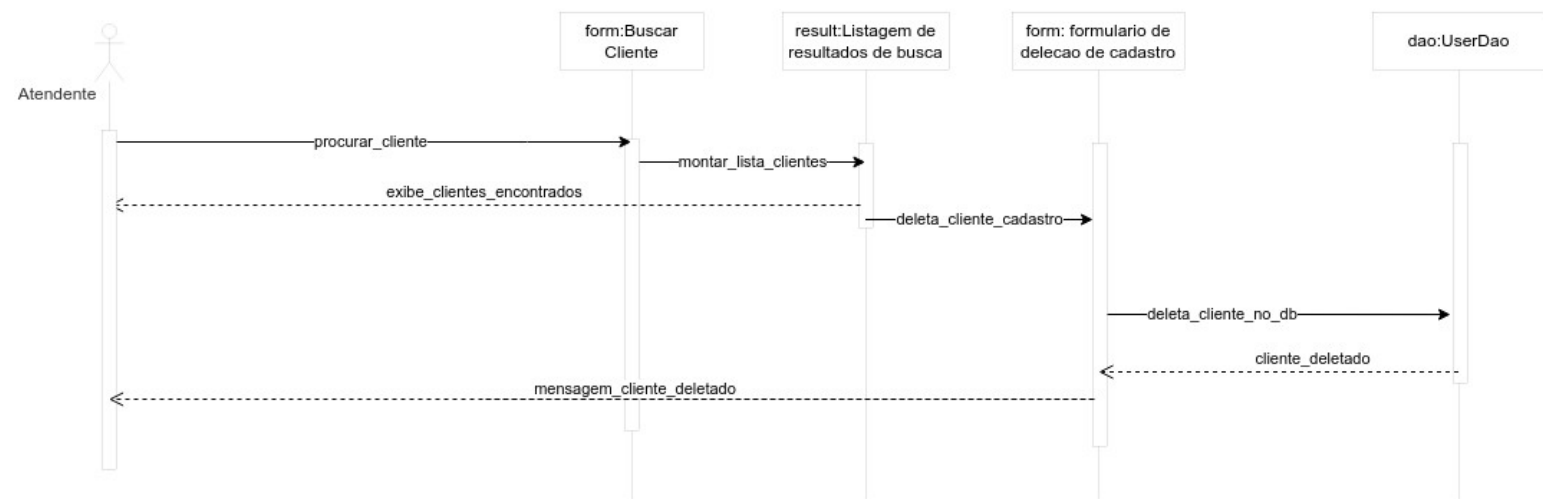 form:Buscar
Cliente
result:Listagem de
resultados de busca
form: formulario de
delecao de cadastro
dao:UserDao
Atendente
procurar_cliente
montar_lista_clientes
exibe_clientes_encontrados
deleta_cliente_cadastro
deleta_cliente_no_db
cliente_deletado
mensagem_cliente_deletado